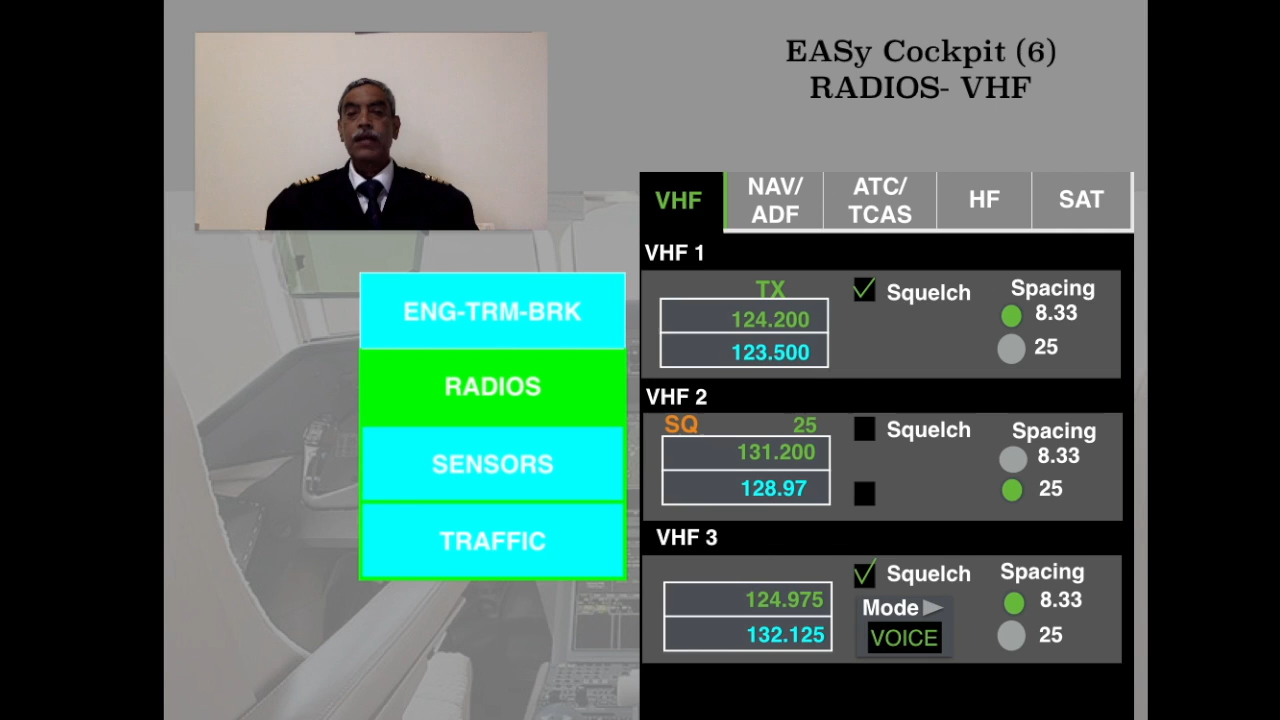 EASy Cockpit (6)
RADIOS- VHF
VHF
NAV/
ADF
ATC/
TCAS
HF
SAT
ENG-TRM-BRK
RADIOS
SENSORS
TRAFFIC
VHF 1
TX
124.200
123.500
Squelch
Spacing
8.33
25
VHF 2
SQ 25
131.200
128.97
Squelch
Spacing
8.33
25
VHF 3
124.975
132.125
Squelch
Mode
VOICE
Spacing
8.33
25